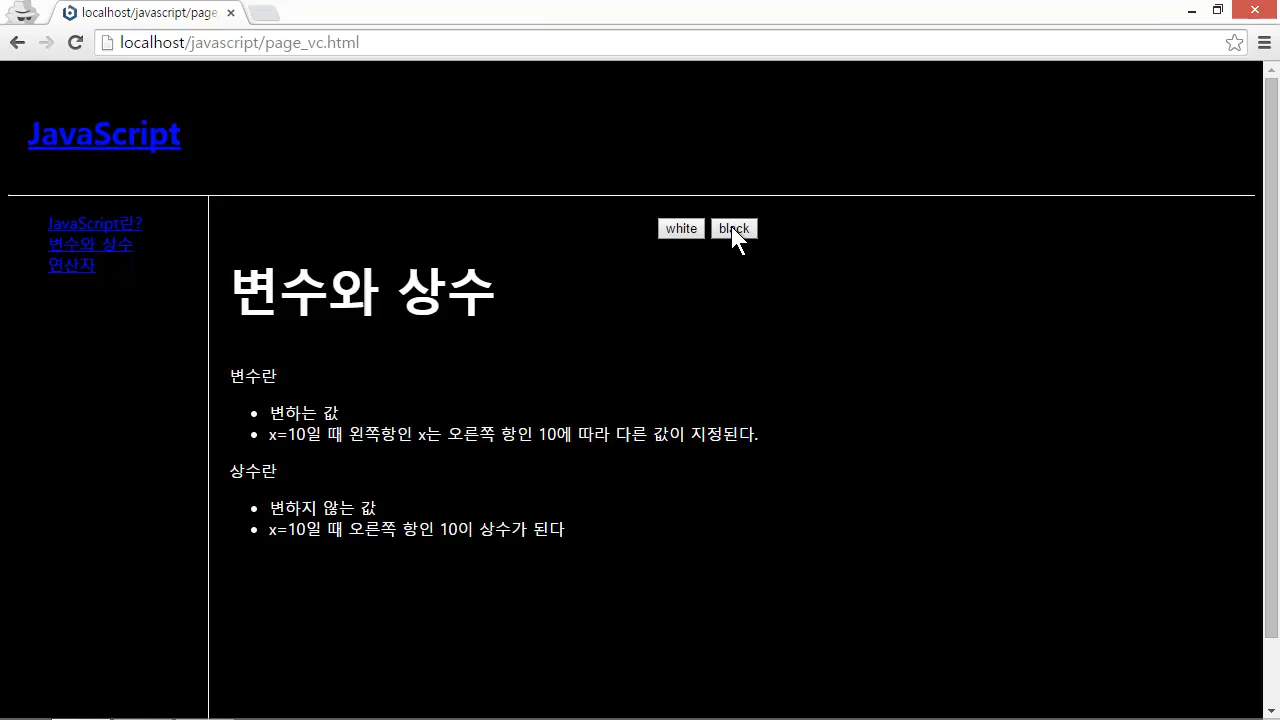 localhost/javascript/page
localhost/javascript/page_vc.html
JavaScript
JavaScript란?
변수와 상수
연산자
white black
변수와 상수
변수란
• 변하는 값
• x=10일 때 왼쪽항인 x는 오른쪽 항인 10에 따라 다른 값이 지정된다.
상수란
• 변하지 않는 값
• x=10일 때 오른쪽 항인 10이 상수가 된다